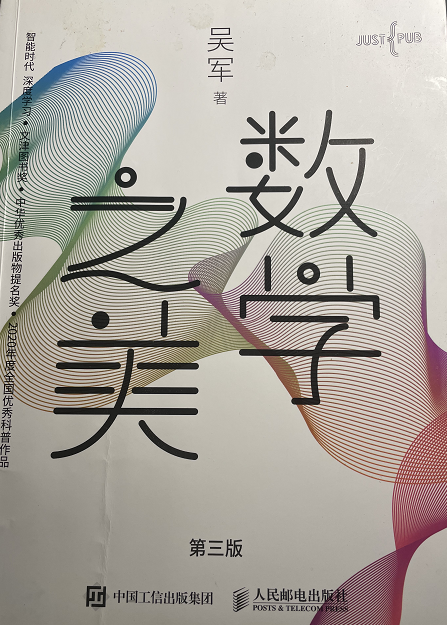 智能时代 深度学习 • 文津图书奖 • 中华优秀出版物提名奖 • 2020年度全国优秀科普作品
吴军
著
JUST PUB
数学
之美
第三版
中国工信出版集团
人民邮电出版社
POSTS & TELECOM PRESS